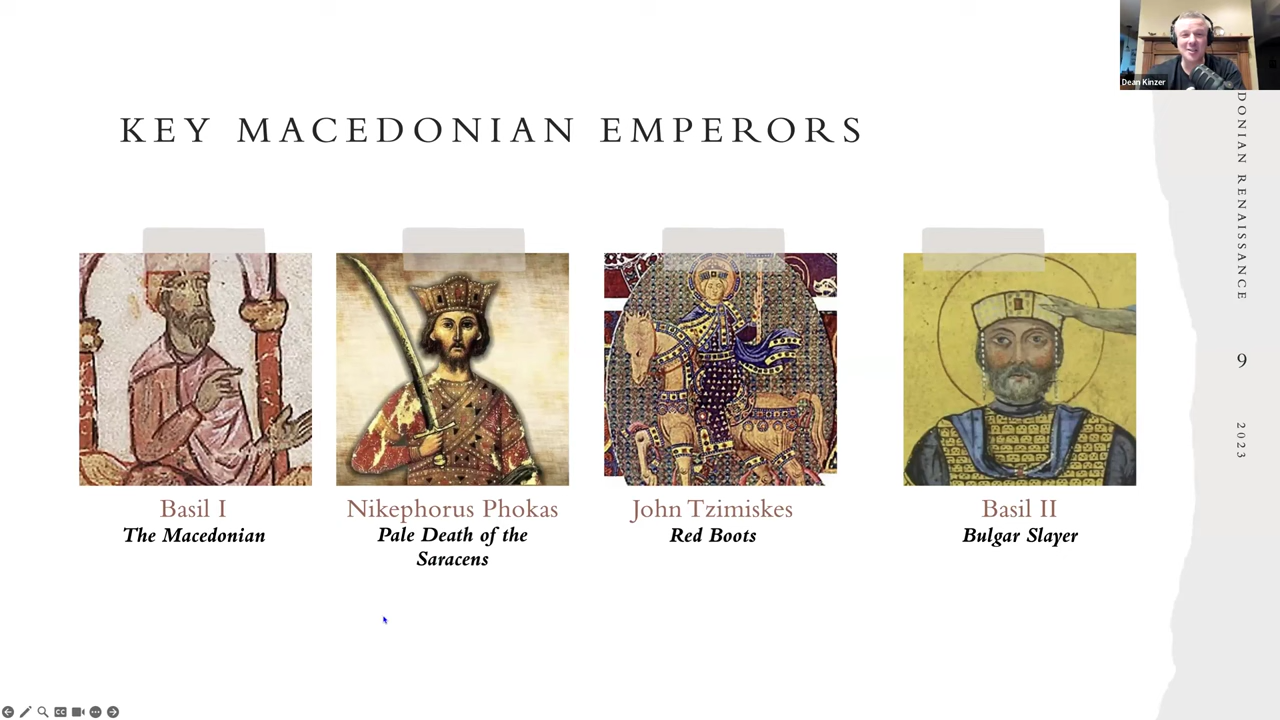 Dean Kinzer
KEY MACEDONIAN EMPERORS
Basil I
The Macedonian
Nikephorus Phokas
Pale Death of the
Saracens
John Tzimiskes
Red Boots
Basil II
Bulgar Slayer
DONIAN RENAISSANCE
9
2023
CC